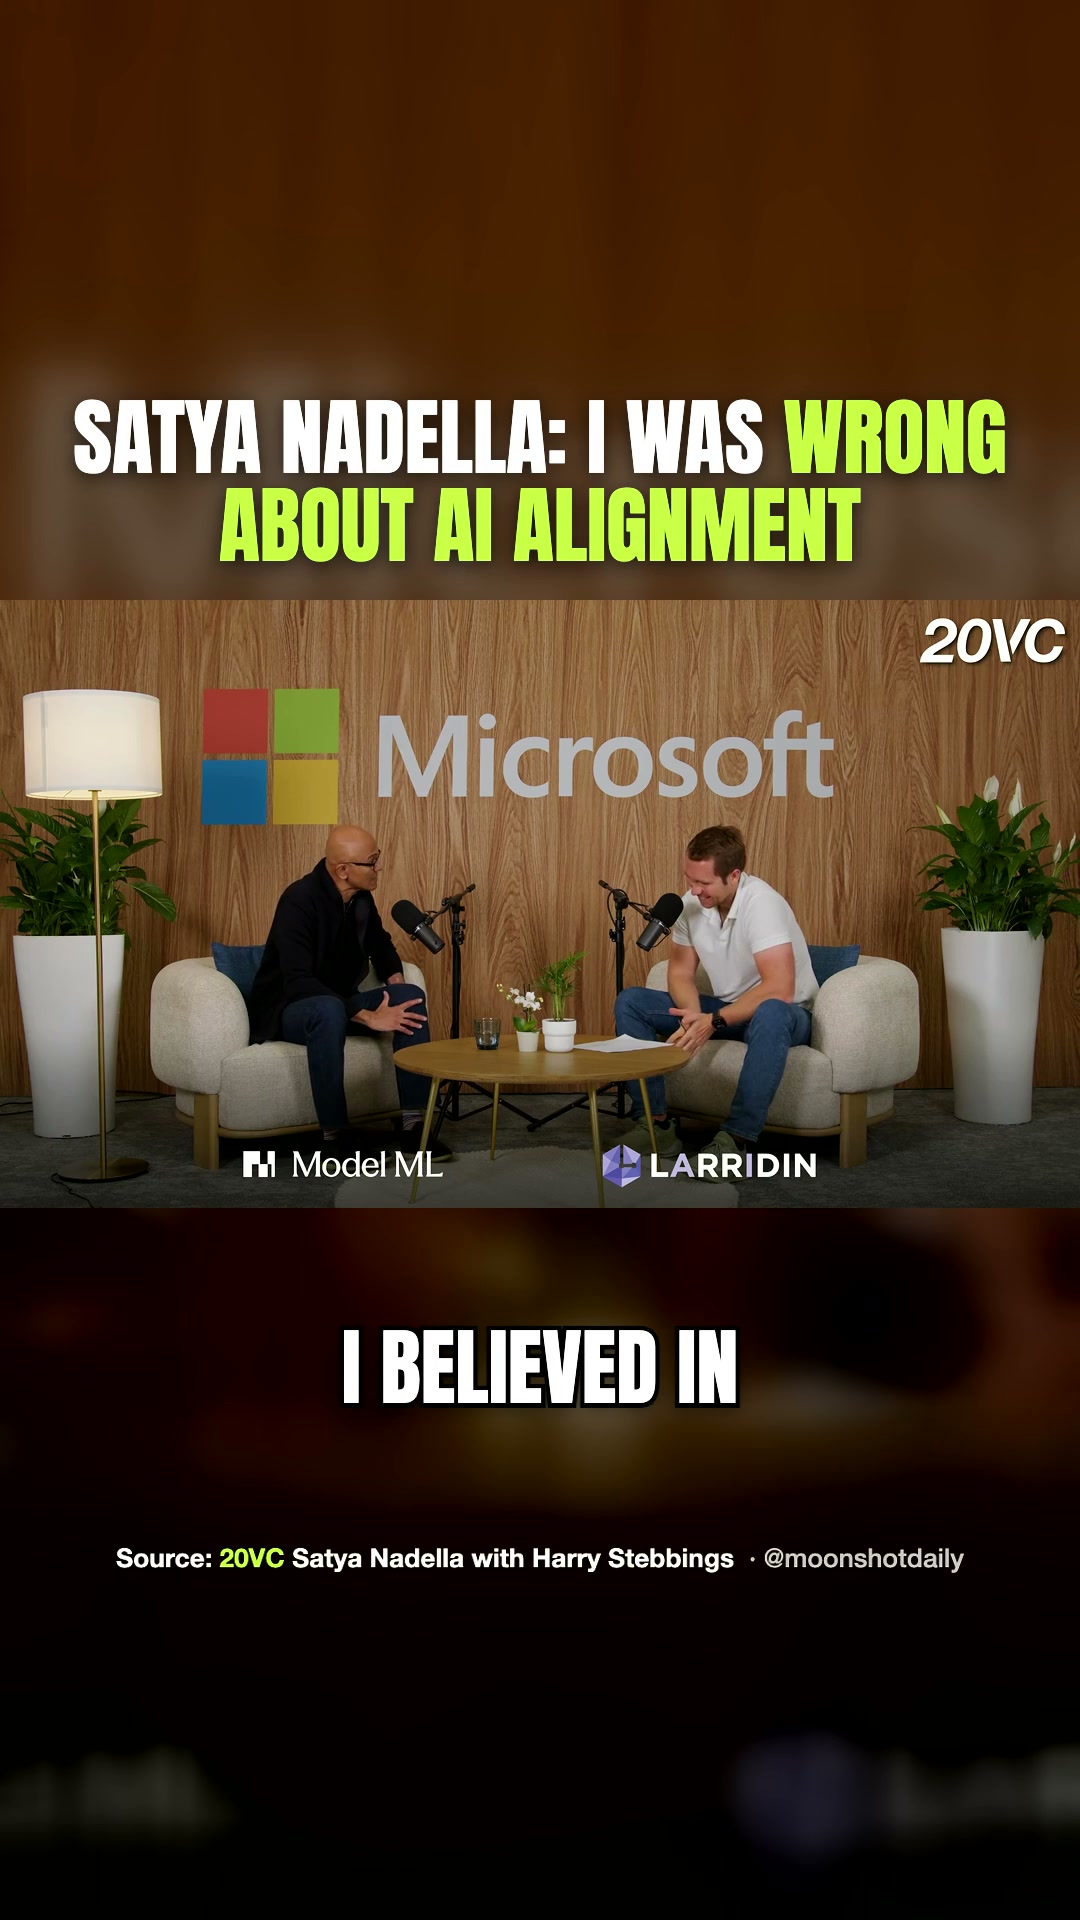 SATYA NADELLA: I WAS WRONG
ABOUT AI ALIGNMENT
20VC
Microsoft
Model ML
LARRIDIN
I BELIEVED IN
Source: 20VC Satya Nadella with Harry Stebbings · @moonshotdaily